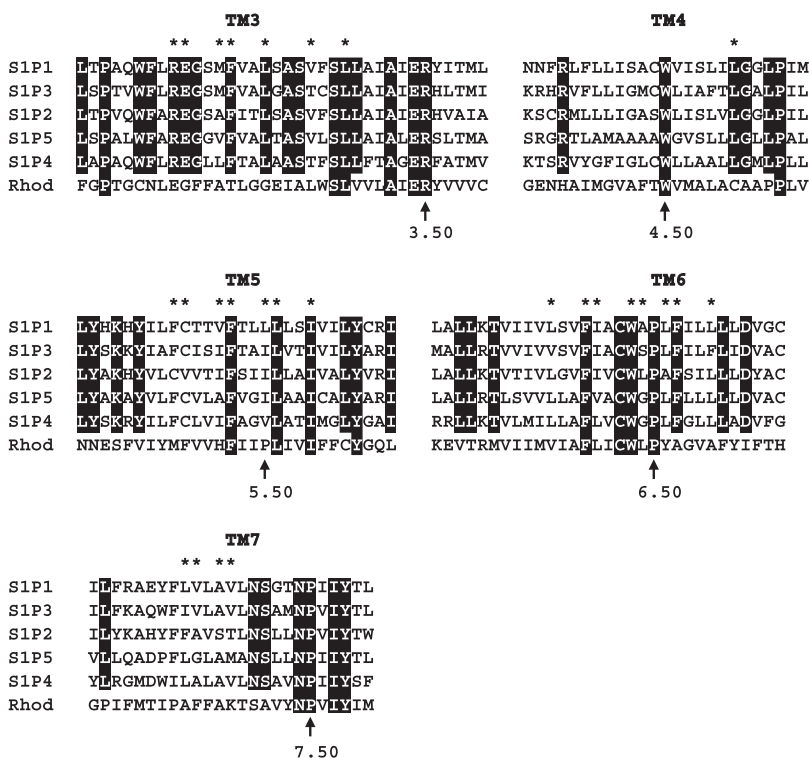 TM3
TM4
** ** * * *
*
S1P1 LTPAQWFLREGSMFVALSASVFSLLAIAIERYITML NNFRLFLLISACWVISLILGGLPIM
S1P3 LSPTVWFLREGSMFVALGASTCSLLAIAIERHLTMI KRHRVFLLIGMCWLIAFTLGALPIL
S1P2 LTPVQWFAREGSAFITLSASVFSLLAIAIERHVAIA KSCRMLLLIGASWLISLVLGGLPIL
S1P5 LSPALWFAREGGVFVALTASVLSLLAIALERSLTMA SRGRTLAMAAAAWGVSLLLGLLPAL
S1P4 LAPAQWFLREGLLFTALAASTFSLLFTAGERFATMV KTSRVYGFIGLCWLLAALLGMLPLL
Rhod FGPTGCNLEGFFATLGGEIALWSLVVLAIERYVVVC GENHAIMGVAFTWVMALACAAPPLV
3.50
4.50
TM5
TM6
** ** ** *
* ** ** ** *
S1P1 LYHKHYILFCTTVFTLLLLSIVILYCRI LALLKTVIIVLSVFIACWAPLFILLLLDVGC
S1P3 LYSKKYIAFCISIFTAILVTIVILYARI MALLRTVVIVVSVFIACWSPLFILFLIDVAC
S1P2 LYAKHYVLCVVTIFSIILLAIVALYVRI LALLKTVTIVLGVFIVCWLPAFSILLLDYAC
S1P5 LYAKAYVLFCVLAFVGILAAICALYARI LALLRTLSVVLLAFVACWGPLFLLLLLDVAC
S1P4 LYSKRYILFCLVIFAGVLATIMGLYGAI RRLLKTVLMILLAFLVCWGPLFGLLLADVFG
Rhod NNESFVIYMFVVHFIIPLIVIFFCYGQL KEVTRMVIIMVIAFLICWLPYAGVAFYIFTH
5.50
6.50
TM7
** **
S1P1 ILFRAEYFLVLAVLNSGTNPIIYTL
S1P3 ILFKAQWFIVLAVLNSAMNPVIYTL
S1P2 ILYKAHYFFAVSTLNSLLNPVIYTW
S1P5 VLLQADPFLGLAMANSLLNPIIYTL
S1P4 YLRGMDWILALAVLNSAVNPIIYSF
Rhod GPIFMTIPAFFAKTSAVYNPVIYIM
7.50